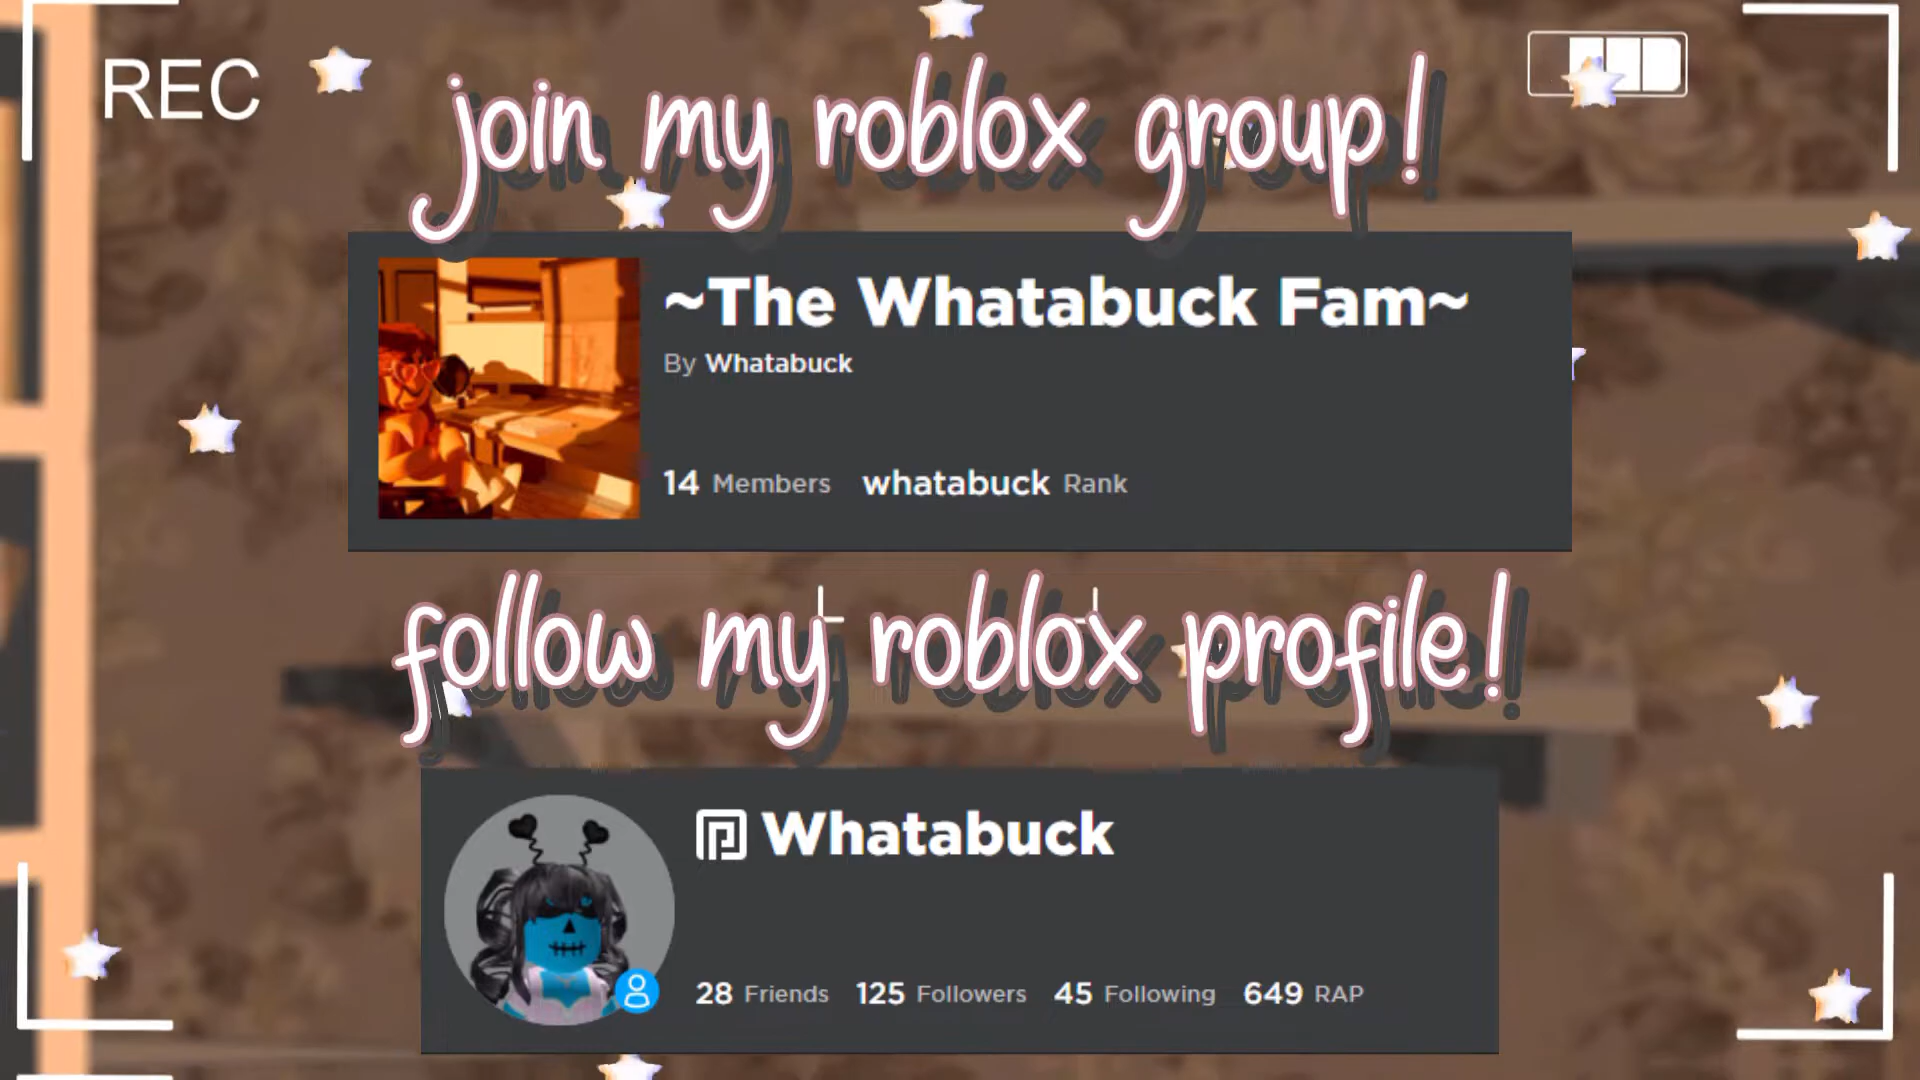 REC
join my roblox group!
~The Whatabuck Fam~
By Whatabuck
14 Members whatabuck Rank
follow my roblox profile!
Whatabuck
28 Friends 125 Followers 45 Following 649 RAP